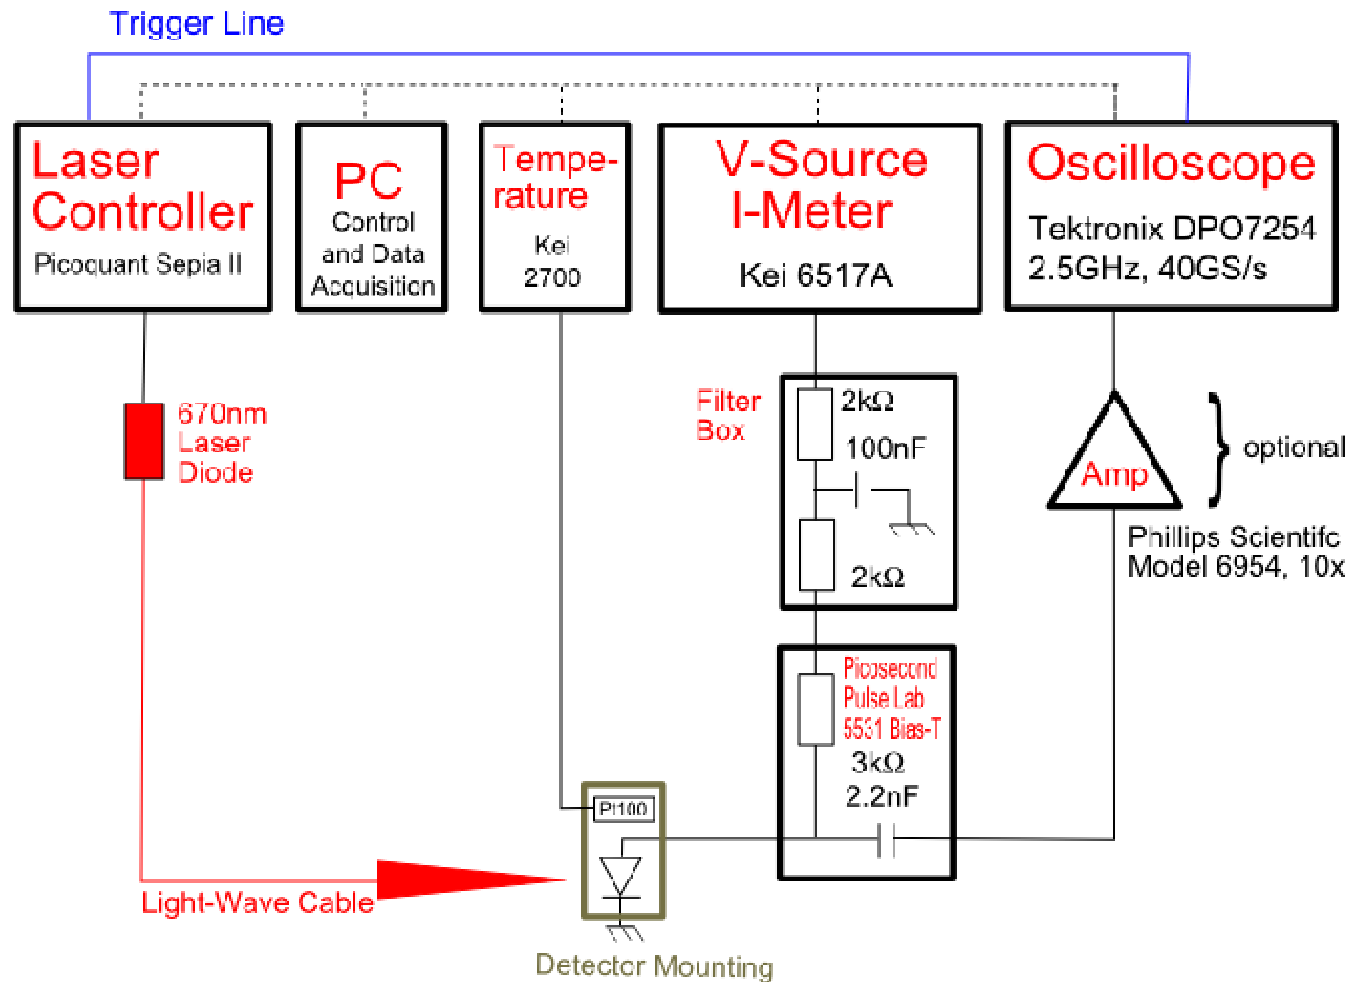 Trigger Line
Laser
Controller
Picoquant Sepia II
PC
Control
and Data
Acquisition
Tempe-
rature
Kei
2700
V-Source
I-Meter
Kei 6517A
Oscilloscope
Tektronix DPO7254
2.5GHz, 40GS/s
670nm
Laser
Diode
Filter
Box
2kΩ
100nF
2kΩ
Amp
optional
Phillips Scientifc
Model 6954, 10x
Picosecond
Pulse Lab
5531 Bias-T
3kΩ
2.2nF
Pt100
Light-Wave Cable
Detector Mounting